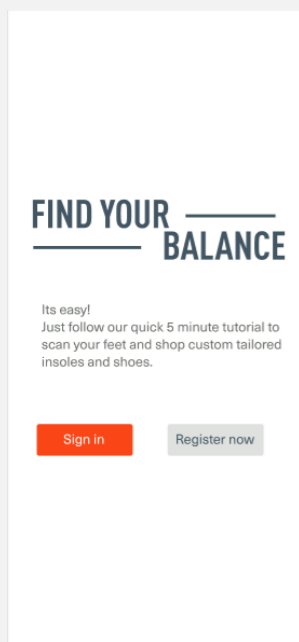 FIND YOUR
BALANCE
Its easy!
Just follow our quick 5 minute tutorial to
scan your feet and shop custom tailored
insoles and shoes.
Sign in
Register now